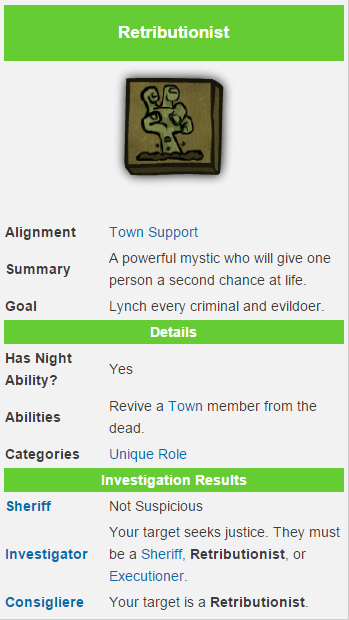 Retributionist
Alignment Town Support
Summary A powerful mystic who will give one
person a second chance at life.
Goal Lynch every criminal and evildoer.
Details
Has Night
Ability? Yes
Abilities Revive a Town member from the
dead.
Categories Unique Role
Investigation Results
Sheriff Not Suspicious
Investigator Your target seeks justice. They must
be a Sheriff, Retributionist, or
Executioner.
Consigliere Your target is a Retributionist.